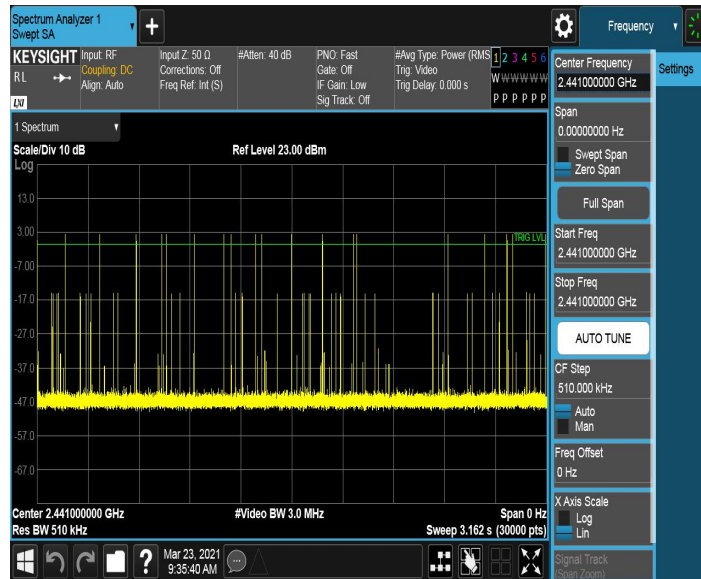 Spectrum Analyzer 1
Swept SA
+
Frequency
KEYSIGHT
Input: RF
Input Z: 50 Ω
#Atten: 40 dB
PNO: Fast
#Avg Type: Power (RMS
1 2 3 4 5 6
RL
Coupling: DC
Corrections: Off
Gate: Off
Trig: Video
W W W W W W
Align: Auto
Freq Ref: Int (S)
IF Gain: Low
Trig Delay: 0.000 s
P P P P P P
LXI
Sig Track: Off
1 Spectrum
Scale/Div 10 dB
Ref Level 23.00 dBm
Log
13.0
3.00
TRIG LVL
-7.00
-17.0
-27.0
-37.0
-47.0
-57.0
-67.0
Center 2.441000000 GHz
#Video BW 3.0 MHz
Span 0 Hz
Res BW 510 kHz
Sweep 3.162 s (30000 pts)
?
Mar 23, 2021
9:35:40 AM
Center Frequency
2.441000000 GHz
Settings
Span
0.00000000 Hz
Swept Span
Zero Span
Full Span
Start Freq
2.441000000 GHz
Stop Freq
2.441000000 GHz
AUTO TUNE
CF Step
510.000 kHz
Auto
Man
Freq Offset
0 Hz
X Axis Scale
Log
Lin
Signal Track
(Span Zoom)